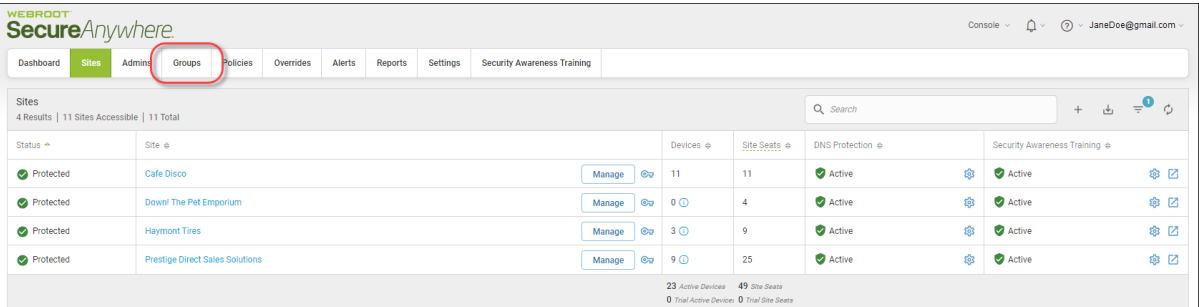 WEBROOT
SecureAnywhere.
Console
JaneDoe@gmail.com
Dashboard Sites Admins Groups Policies Overrides Alerts Reports Settings Security Awareness Training
Sites
4 Results | 11 Sites Accessible | 11 Total
Search
1
Status Site Devices Site Seats DNS Protection Security Awareness Training
Protected Cafe Disco Manage 11 11 Active Active
Protected Down! The Pet Emporium Manage 0 4 Active Active
Protected Haymont Tires Manage 3 9 Active Active
Protected Prestige Direct Sales Solutions Manage 9 25 Active Active
23 Active Devices 49 Site Seats
0 Trial Active Devices 0 Trial Site Seats